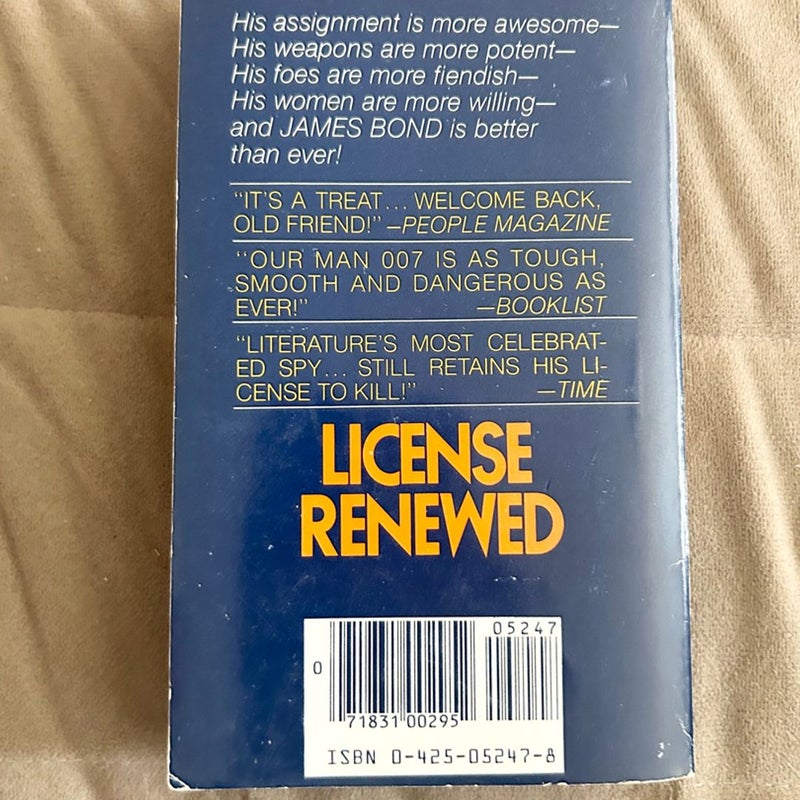 His assignment is more awesome—
His weapons are more potent—
His foes are more fiendish—
His women are more willing—
and JAMES BOND is better
than ever!
“IT'S A TREAT... WELCOME BACK,
OLD FRIEND!” —PEOPLE MAGAZINE
“OUR MAN 007 IS AS TOUGH,
SMOOTH AND DANGEROUS AS
EVER!” —BOOKLIST
“LITERATURE'S MOST CELEBRAT-
ED SPY... STILL RETAINS HIS LI-
CENSE TO KILL!” —TIME
LICENSE
RENEWED
05247
0
71831 00295
ISBN 0-425-05247-8